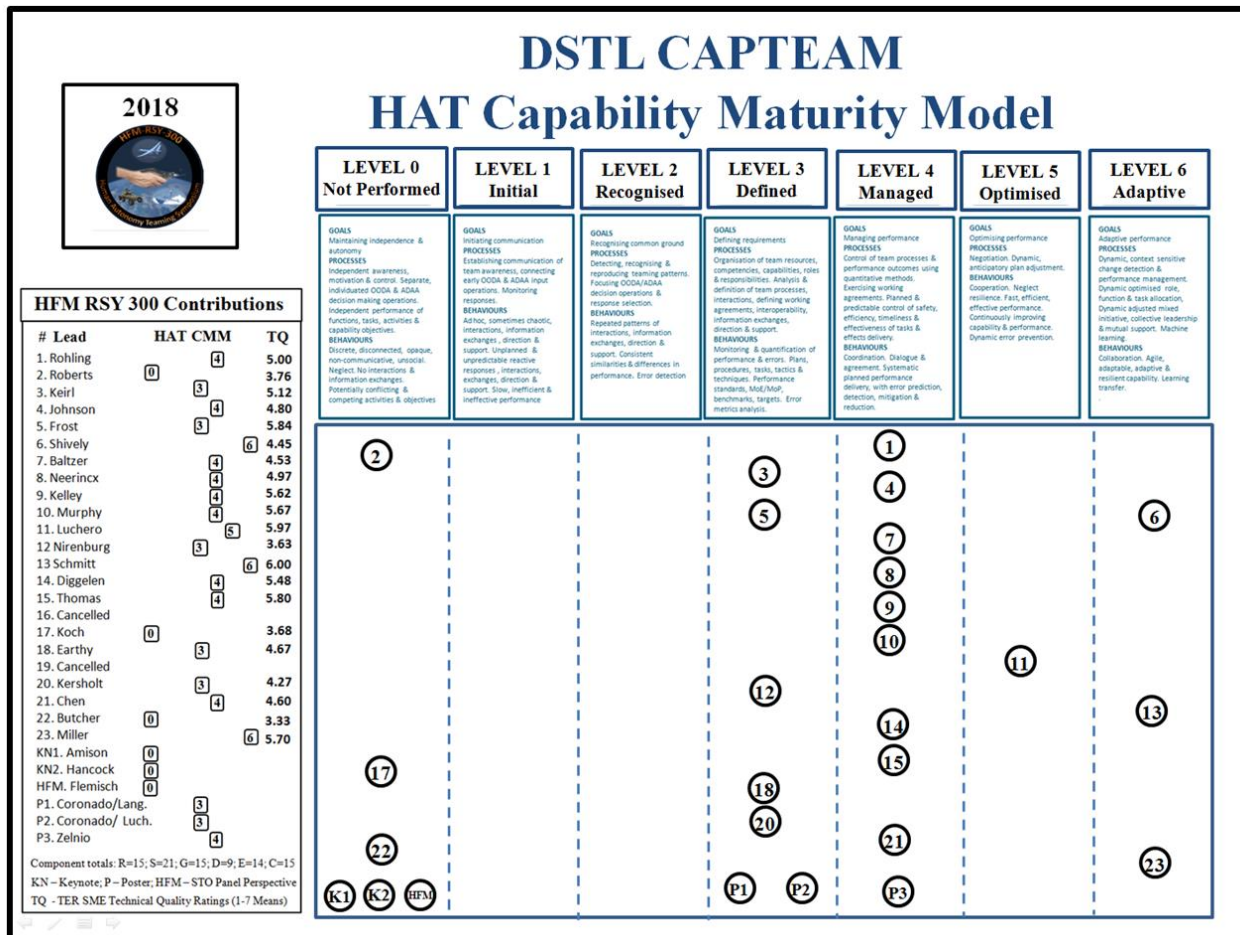 DSTL CAPTEAM
HAT Capability Maturity Model
2018
HFM-RSY-300
Human Autonomy Teaming Symposium
LEVEL 0
Not Performed
LEVEL 1
Initial
LEVEL 2
Recognised
LEVEL 3
Defined
LEVEL 4
Managed
LEVEL 5
Optimised
LEVEL 6
Adaptive
GOALS
Maintaining independence &
autonomy
PROCESSES
Independent awareness,
motivation & control. Separate,
individuated OODA & ADAA
decision making operations.
Independent performance of
functions, tasks, activities &
capability objectives.
BEHAVIOURS
Discrete, disconnected, opaque,
non-communicative, unsocial.
Neglect. No interactions &
information exchanges.
Potentially conflicting &
competing activities & objectives
GOALS
Initiating communication
PROCESSES
Establishing communication of
team awareness, connecting
early OODA & ADAA input
operations. Monitoring
responses.
BEHAVIOURS
Ad hoc, sometimes chaotic,
interactions, information
exchanges , direction &
support. Unplanned &
unpredictable reactive
responses , interactions,
exchanges, direction &
support. Slow, inefficient &
ineffective performance
GOALS
Recognising common ground
PROCESSES
Detecting, recognising &
reproducing teaming patterns.
Focusing OODA/ADAA
decision operations &
response selection.
BEHAVIOURS
Repeated patterns of
interactions, information
exchanges, direction &
support. Consistent
similarities & differences in
performance. Error detection
GOALS
Defining requirements
PROCESSES
Organisation of team resources,
competencies, capabilities, roles
& responsibilities. Analysis &
definition of team processes,
interactions, defining working
agreements, interoperability,
information exchanges,
direction & support.
BEHAVIOURS
Monitoring & quantification of
performance & errors. Plans,
procedures, tasks, tactics &
techniques. Performance
standards, MoE/MoP,
benchmarks, targets. Error
metrics analysis.
GOALS
Managing performance
PROCESSES
Control of team processes &
performance outcomes using
quantitative methods.
Exercising working
agreements. Planned &
predictable control of safety,
efficiency, timeliness &
effectiveness of tasks &
effects delivery.
BEHAVIOURS
Coordination. Dialogue &
agreement. Systematic
planned performance
delivery, with error prediction,
detection, mitigation &
reduction.
GOALS
Optimising performance
PROCESSES
Negotiation. Dynamic,
anticipatory plan adjustment.
BEHAVIOURS
Cooperation. Neglect
resilience. Fast, efficient,
effective performance.
Continuously improving
capability & performance.
Dynamic error prevention.
GOALS
Adaptive performance
PROCESSES
Dynamic, context sensitive
change detection &
performance management.
Dynamic optimised role,
function & task allocation,
Dynamic adjusted mixed
initiative, collective leadership
& mutual support. Machine
learning.
BEHAVIOURS
Collaboration. Agile,
adaptable, adaptive &
resilient capability. Learning
transfer.
.
HFM RSY 300 Contributions
# Lead HAT CMM TQ
1. Rohling 4 5.00
2. Roberts 0 3.76
3. Keirl 3 5.12
4. Johnson 4 4.80
5. Frost 3 5.84
6. Shively 6 4.45
7. Baltzer 4 4.53
8. Neerincx 4 4.97
9. Kelley 4 5.62
10. Murphy 4 5.67
11. Luchero 5 5.97
12 Nirenburg 3 3.63
13 Schmitt 6 6.00
14. Diggelen 4 5.48
15. Thomas 4 5.80
16. Cancelled
17. Koch 0 3.68
18. Earthy 3 4.67
19. Cancelled
20. Kersholt 3 4.27
21. Chen 4 4.60
22. Butcher 0 3.33
23. Miller 6 5.70
KN1. Amison 0
KN2. Hancock 0
HFM. Flemisch 0
P1. Coronado/Lang. 3
P2. Coronado/ Luch. 3
P3. Zelnio 4
Component totals: R=15; S=21; G=15; D=9; E=14; C=15
KN – Keynote; P – Poster; HFM – STO Panel Perspective
TQ - TER SME Technical Quality Ratings (1-7 Means)
1
2
3
4
5
6
7
8
9
10
11
12
13
14
15
17
18
20
21
22
23
K1 K2 HFM P1 P2 P3